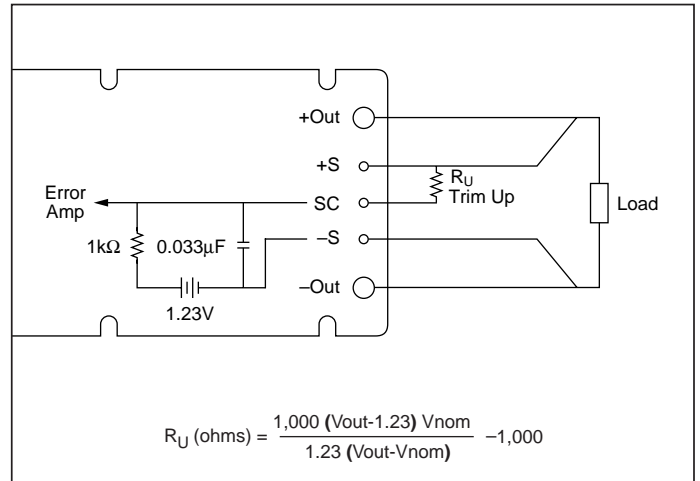 +Out
+S
R_U
Trim Up
SC
Error
Amp
Load
1kΩ
0.033µF
–S
–Out
1.23V
R_U (ohms) = 1,000 (Vout-1.23) Vnom / 1.23 (Vout-Vnom) –1,000